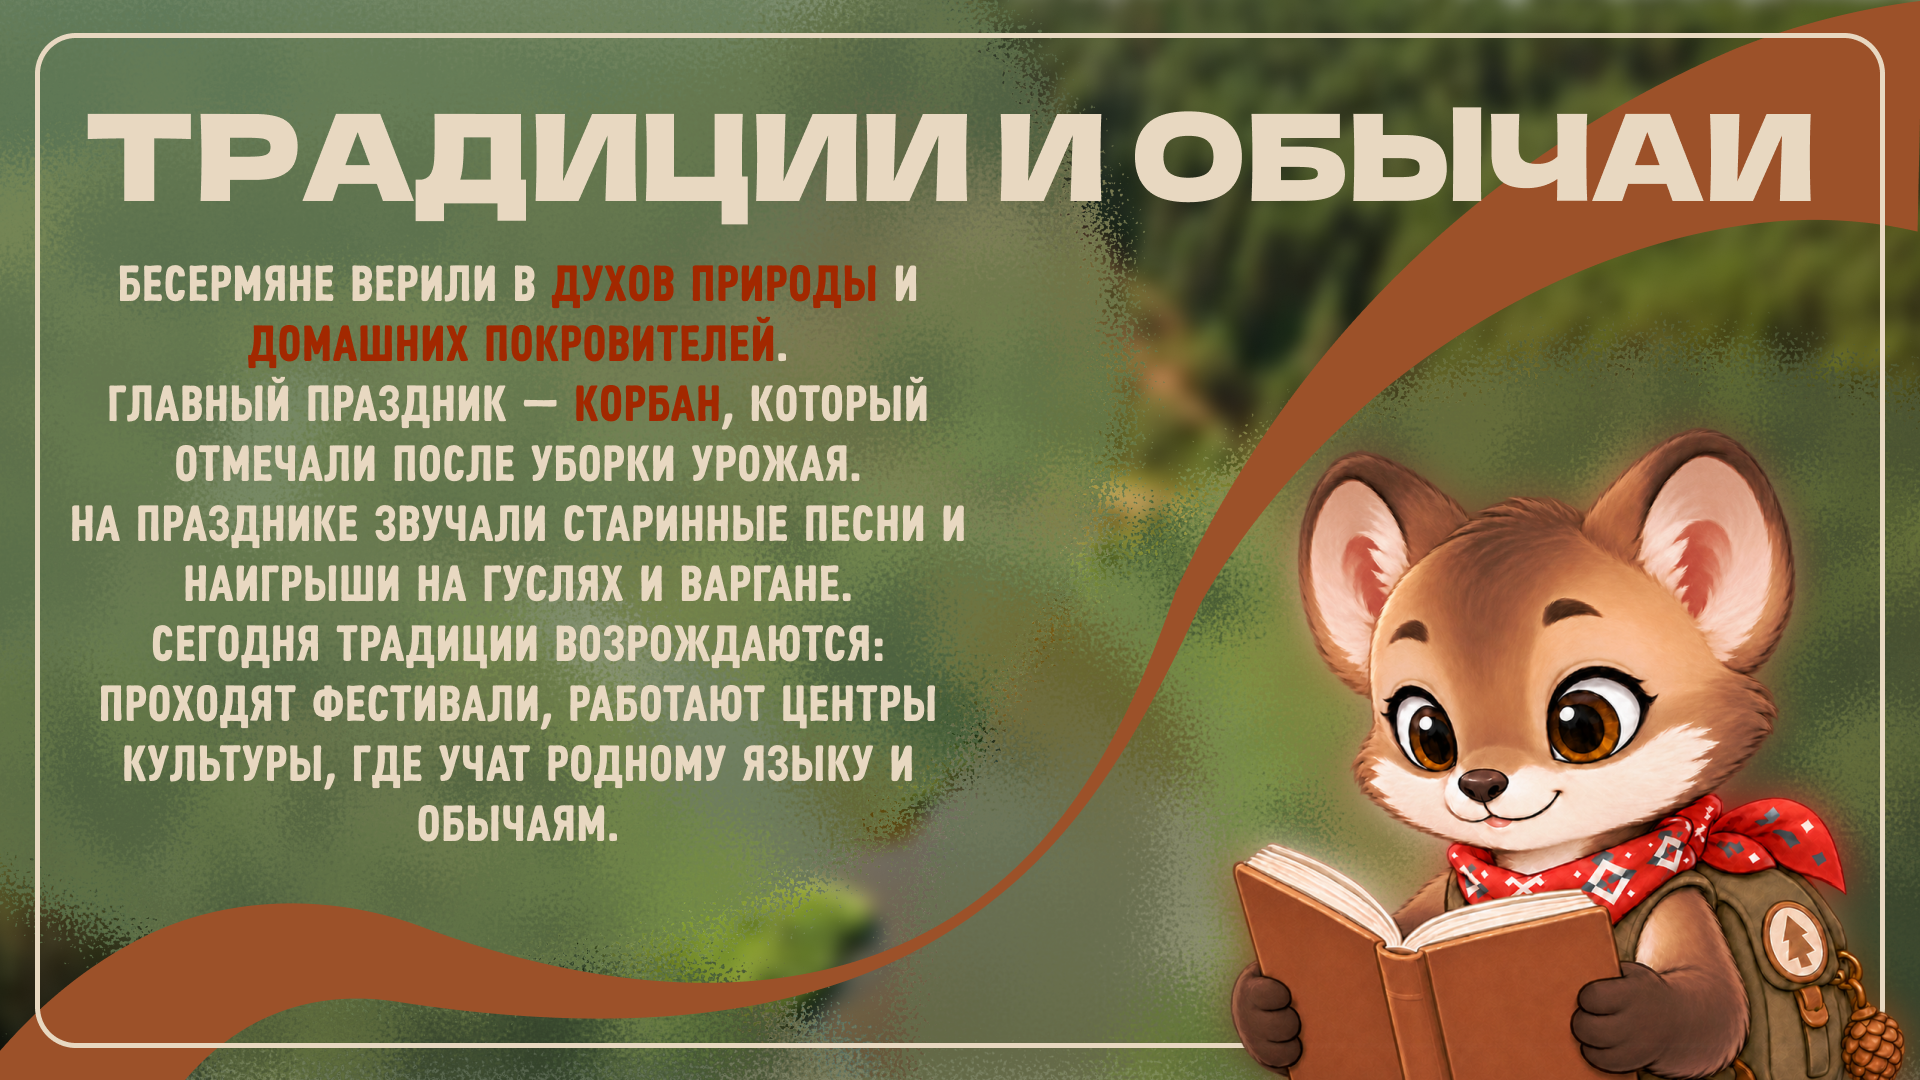 ТРАДИЦИИ И ОБЫЧАИ
БЕСЕРМЯНЕ ВЕРИЛИ В ДУХОВ ПРИРОДЫ И
ДОМАШНИХ ПОКРОВИТЕЛЕЙ.
ГЛАВНЫЙ ПРАЗДНИК — КОРБАН, КОТОРЫЙ
ОТМЕЧАЛИ ПОСЛЕ УБОРКИ УРОЖАЯ.
НА ПРАЗДНИКЕ ЗВУЧАЛИ СТАРИННЫЕ ПЕСНИ И
НАИГРЫШИ НА ГУСЛЯХ И ВАРГАНЕ.
СЕГОДНЯ ТРАДИЦИИ ВОЗРОЖДАЮТСЯ:
ПРОХОДЯТ ФЕСТИВАЛИ, РАБОТАЮТ ЦЕНТРЫ
КУЛЬТУРЫ, ГДЕ УЧАТ РОДНОМУ ЯЗЫКУ И
ОБЫЧАЯМ.